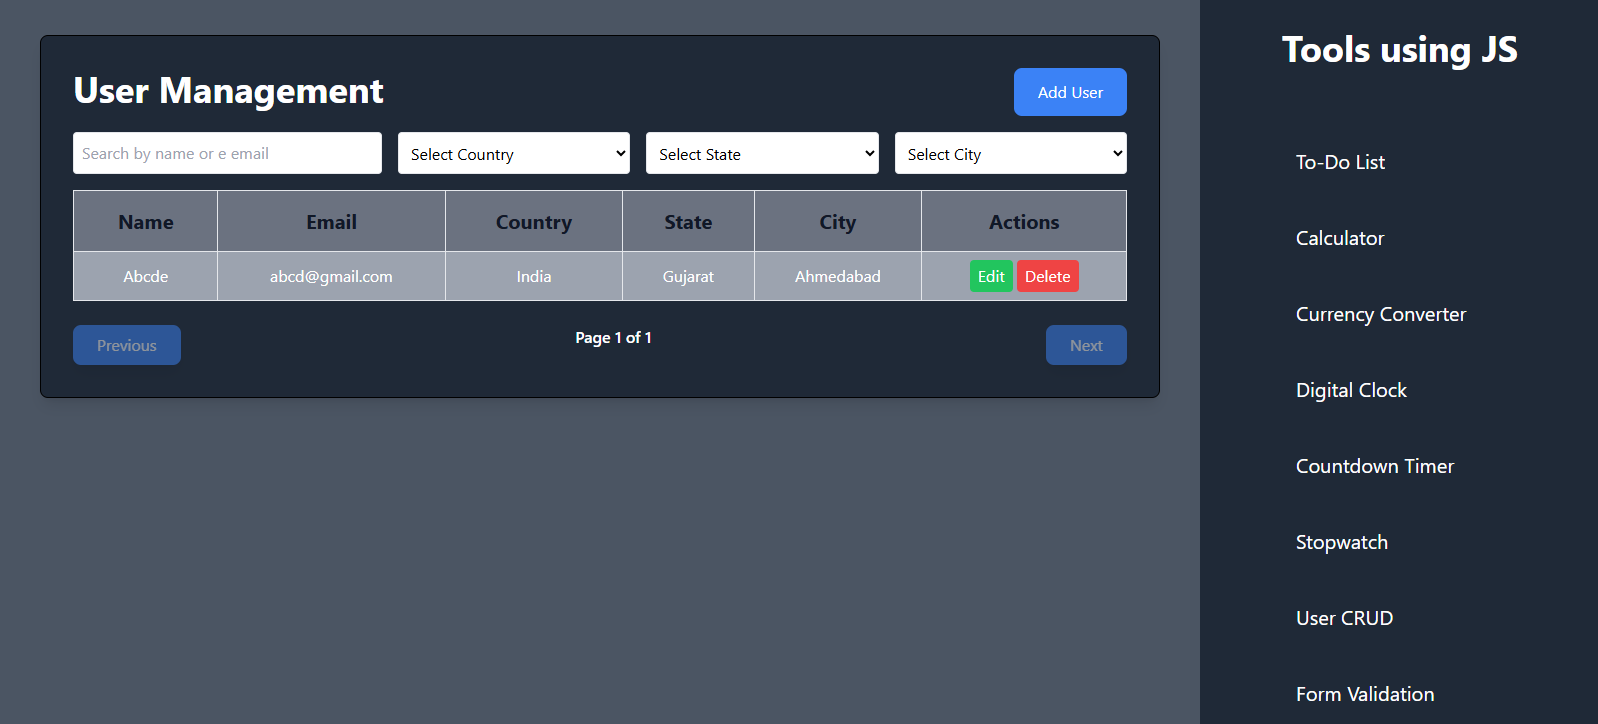 User Management
Add User
Search by name or e email
Select Country
Select State
Select City
Name Email Country State City Actions
Abcde abcd@gmail.com India Gujarat Ahmedabad Edit Delete
Previous
Page 1 of 1
Next
Tools using JS
To-Do List
Calculator
Currency Converter
Digital Clock
Countdown Timer
Stopwatch
User CRUD
Form Validation